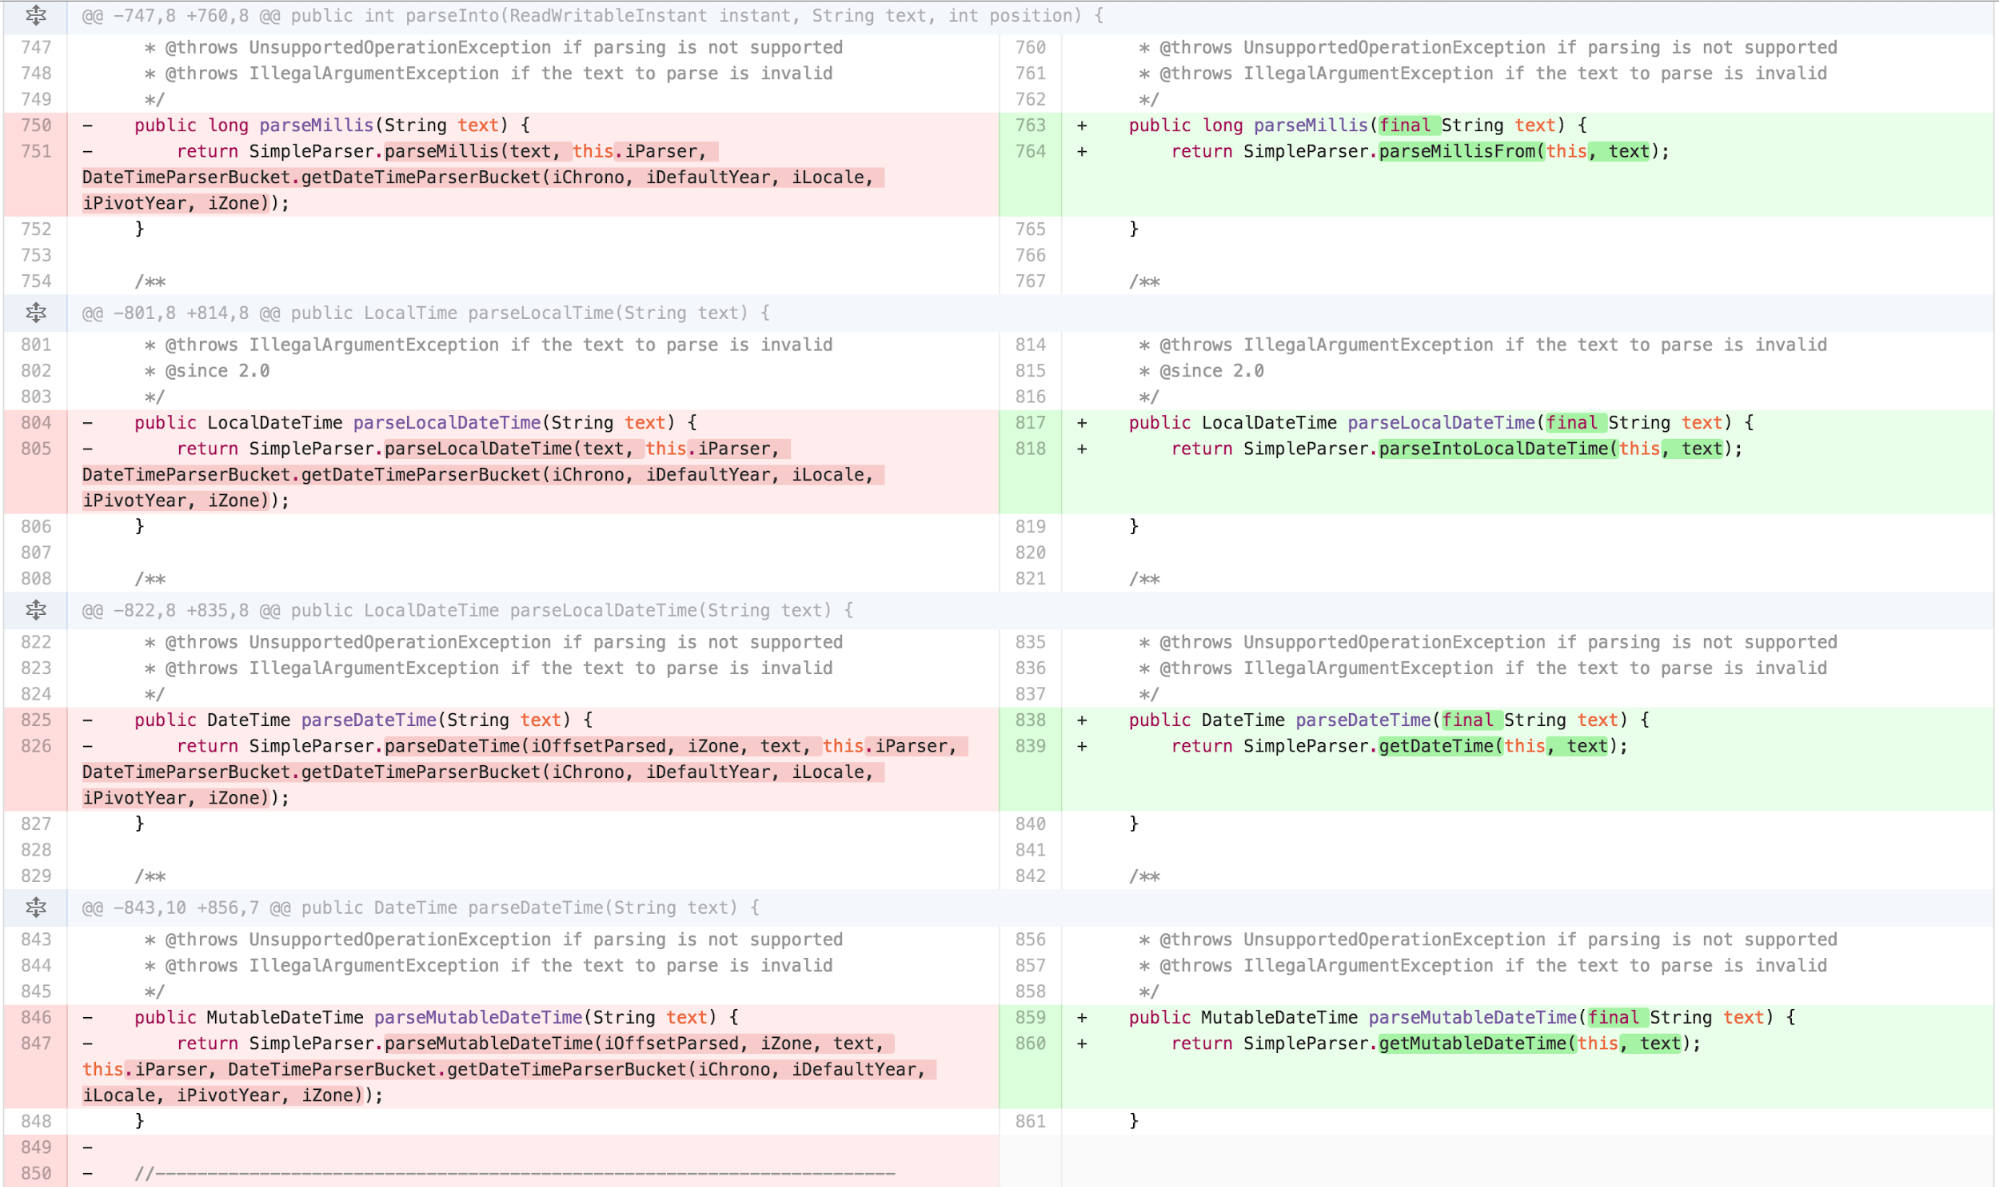 @@ -747,8 +760,8 @@ public int parseInto(ReadWritableInstant instant, String text, int position) {
747 * @throws UnsupportedOperationException if parsing is not supported
748 * @throws IllegalArgumentException if the text to parse is invalid
749 */
750 - public long parseMillis(String text) {
751 - return SimpleParser.parseMillis(text, this.iParser,
DateTimeParserBucket.getDateTimeParserBucket(iChrono, iDefaultYear, iLocale,
iPivotYear, iZone));
752 }
753
754 /**
760 * @throws UnsupportedOperationException if parsing is not supported
761 * @throws IllegalArgumentException if the text to parse is invalid
762 */
763 + public long parseMillis(final String text) {
764 + return SimpleParser.parseMillisFrom(this, text);
765 }
766
767 /**
@@ -801,8 +814,8 @@ public LocalTime parseLocalTime(String text) {
801 * @throws IllegalArgumentException if the text to parse is invalid
802 * @since 2.0
803 */
804 - public LocalDateTime parseLocalDateTime(String text) {
805 - return SimpleParser.parseLocalDateTime(text, this.iParser,
DateTimeParserBucket.getDateTimeParserBucket(iChrono, iDefaultYear, iLocale,
iPivotYear, iZone));
806 }
807
808 /**
814 * @throws IllegalArgumentException if the text to parse is invalid
815 * @since 2.0
816 */
817 + public LocalDateTime parseLocalDateTime(final String text) {
818 + return SimpleParser.parseIntoLocalDateTime(this, text);
819 }
820
821 /**
@@ -822,8 +835,8 @@ public LocalDateTime parseLocalDateTime(String text) {
822 * @throws UnsupportedOperationException if parsing is not supported
823 * @throws IllegalArgumentException if the text to parse is invalid
824 */
825 - public DateTime parseDateTime(String text) {
826 - return SimpleParser.parseDateTime(iOffsetParsed, iZone, text, this.iParser,
DateTimeParserBucket.getDateTimeParserBucket(iChrono, iDefaultYear, iLocale,
iPivotYear, iZone));
827 }
828
829 /**
835 * @throws UnsupportedOperationException if parsing is not supported
836 * @throws IllegalArgumentException if the text to parse is invalid
837 */
838 + public DateTime parseDateTime(final String text) {
839 + return SimpleParser.getDateTime(this, text);
840 }
841
842 /**
@@ -843,10 +856,7 @@ public DateTime parseDateTime(String text) {
843 * @throws UnsupportedOperationException if parsing is not supported
844 * @throws IllegalArgumentException if the text to parse is invalid
845 */
846 - public MutableDateTime parseMutableDateTime(String text) {
847 - return SimpleParser.parseMutableDateTime(iOffsetParsed, iZone, text,
this.iParser, DateTimeParserBucket.getDateTimeParserBucket(iChrono, iDefaultYear,
iLocale, iPivotYear, iZone));
848 }
849 -
850 - //-----------------------------------------------------------------------
856 * @throws UnsupportedOperationException if parsing is not supported
857 * @throws IllegalArgumentException if the text to parse is invalid
858 */
859 + public MutableDateTime parseMutableDateTime(final String text) {
860 + return SimpleParser.getMutableDateTime(this, text);
861 }